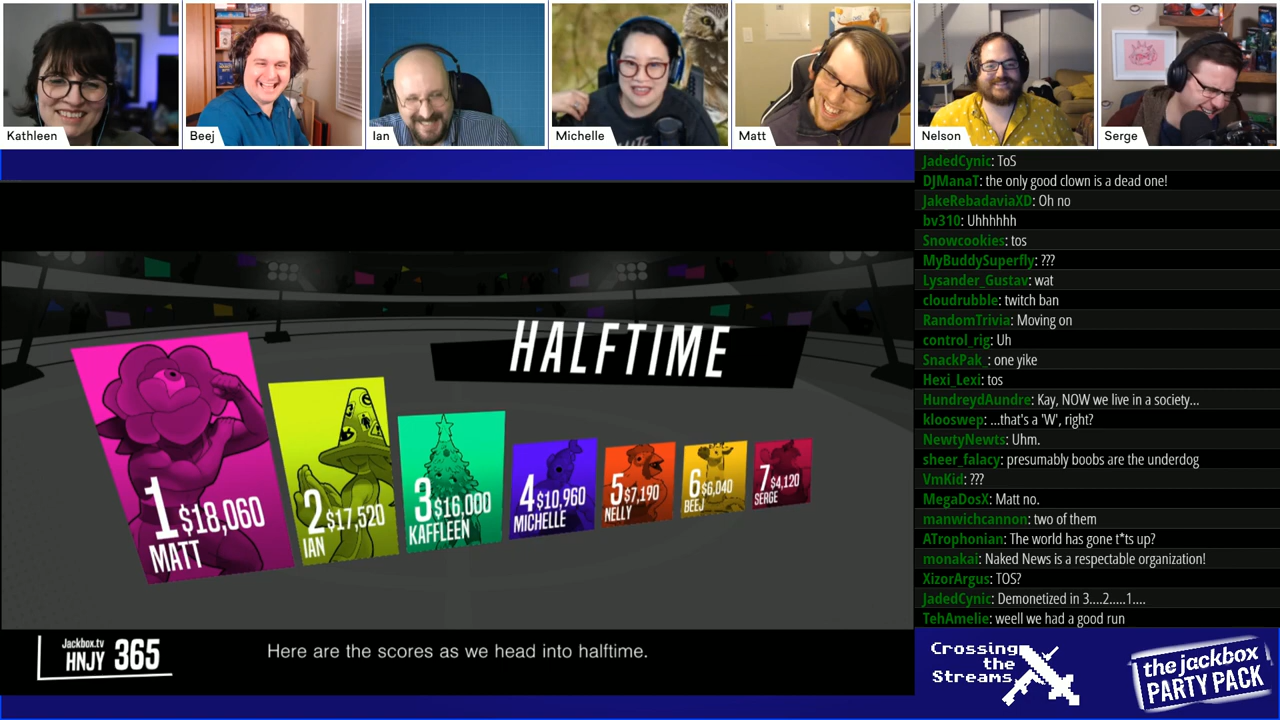 Kathleen
Beej
Ian
Michelle
Matt
Nelson
Serge
JadedCynic: ToS
DJManaT: the only good clown is a dead one!
JakeRebadaviaXD: Oh no
bv310: Uhhhhhh
Snowcookies: tos
MyBuddySuperfly: ???
Lysander_Gustav: wat
cloudrubble: twitch ban
RandomTrivia: Moving on
control_rig: Uh
SnackPak_: one yike
Hexi_Lexi: tos
HundreydAundre: Kay, NOW we live in a society...
klooswep: ...that's a 'W', right?
NewtyNewts: Uhm.
sheer_falacy: presumably boobs are the underdog
VmKid: ???
MegaDosX: Matt no.
manwichcannon: two of them
ATrophonian: The world has gone t*ts up?
monakai: Naked News is a respectable organization!
XizorArgus: TOS?
JadedCynic: Demonetized in 3....2.....1....
TehAmelie: weell we had a good run
HALFTIME
1 $18,060
MATT
2 $17,520
IAN
3 $16,000
KAFFLEEN
4 $10,960
MICHELLE
5 $7,190
NELLY
6 $6,040
BEEJ
7 $4,120
SERGE
Jackbox.tv
HNJY 365
Here are the scores as we head into halftime.
Crossing
the
Streams
the jackbox
PARTY PACK